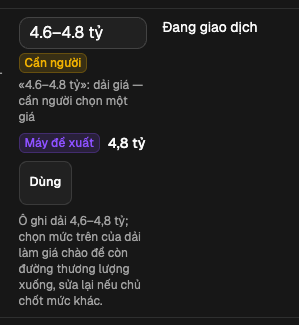 4.6–4.8 tỷ
Đang giao dịch
Cần người
«4.6–4.8 tỷ»: dải giá —
cần người chọn một
giá
Máy đề xuất 4,8 tỷ
Dùng
Ô ghi dải 4,6–4,8 tỷ;
chọn mức trên của dải
làm giá chào để còn
đường thương lượng
xuống, sửa lại nếu chủ
chốt mức khác.